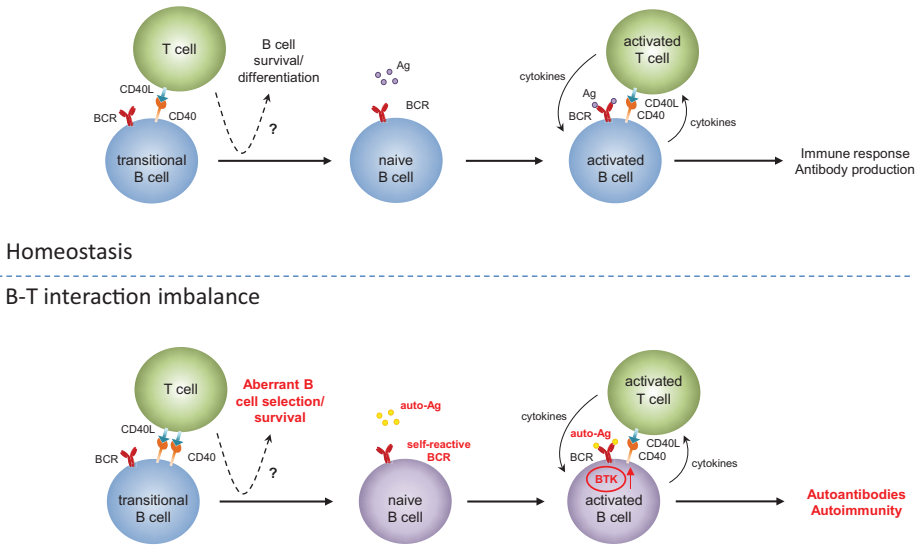 T cell
B cell
survival/
differentiation
CD40L
BCR
CD40
?
transitional
B cell
Ag
BCR
naive
B cell
activated
T cell
cytokines
Ag
CD40L
BCR
CD40
cytokines
activated
B cell
Immune response
Antibody production
Homeostasis
B-T interaction imbalance
T cell
Aberrant B
cell selection/
survival
CD40L
BCR
CD40
?
transitional
B cell
auto-Ag
self-reactive
BCR
naive
B cell
activated
T cell
cytokines
auto-Ag
CD40L
BCR
CD40
cytokines
BTK
activated
B cell
Autoantibodies
Autoimmunity